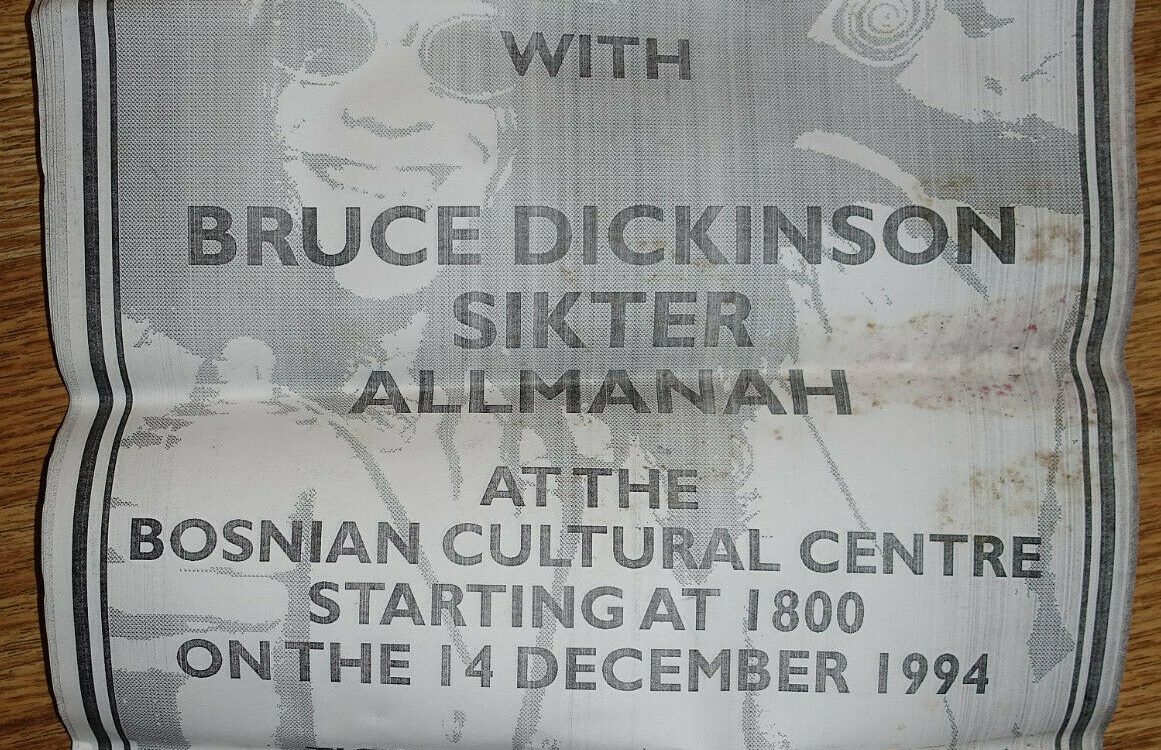 WITH
BRUCE DICKINSON
SIKTER
ALLMANAH
AT THE
BOSNIAN CULTURAL CENTRE
STARTING AT 1800
ON THE 14 DECEMBER 1994